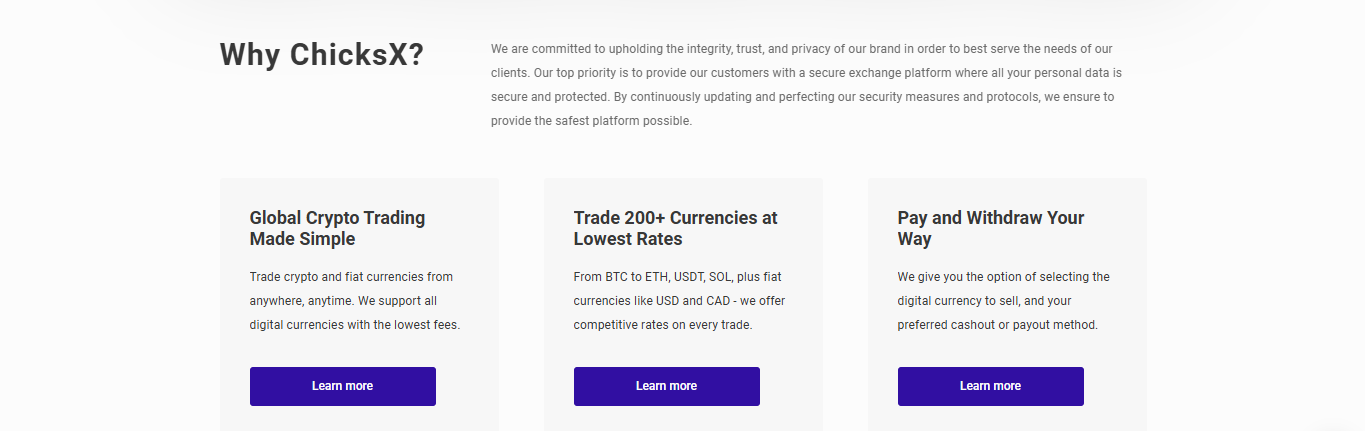 Why ChicksX?
We are committed to upholding the integrity, trust, and privacy of our brand in order to best serve the needs of our
clients. Our top priority is to provide our customers with a secure exchange platform where all your personal data is
secure and protected. By continuously updating and perfecting our security measures and protocols, we ensure to
provide the safest platform possible.
Global Crypto Trading
Made Simple
Trade crypto and fiat currencies from
anywhere, anytime. We support all
digital currencies with the lowest fees.
Learn more
Trade 200+ Currencies at
Lowest Rates
From BTC to ETH, USDT, SOL, plus fiat
currencies like USD and CAD - we offer
competitive rates on every trade.
Learn more
Pay and Withdraw Your
Way
We give you the option of selecting the
digital currency to sell, and your
preferred cashout or payout method.
Learn more